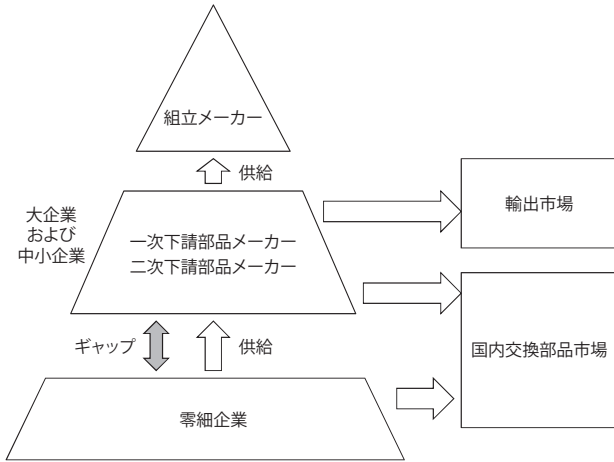 組立メーカー
供給
大企業
および
中小企業
一次下請部品メーカー
二次下請部品メーカー
輸出市場
ギャップ
供給
国内交換部品市場
零細企業